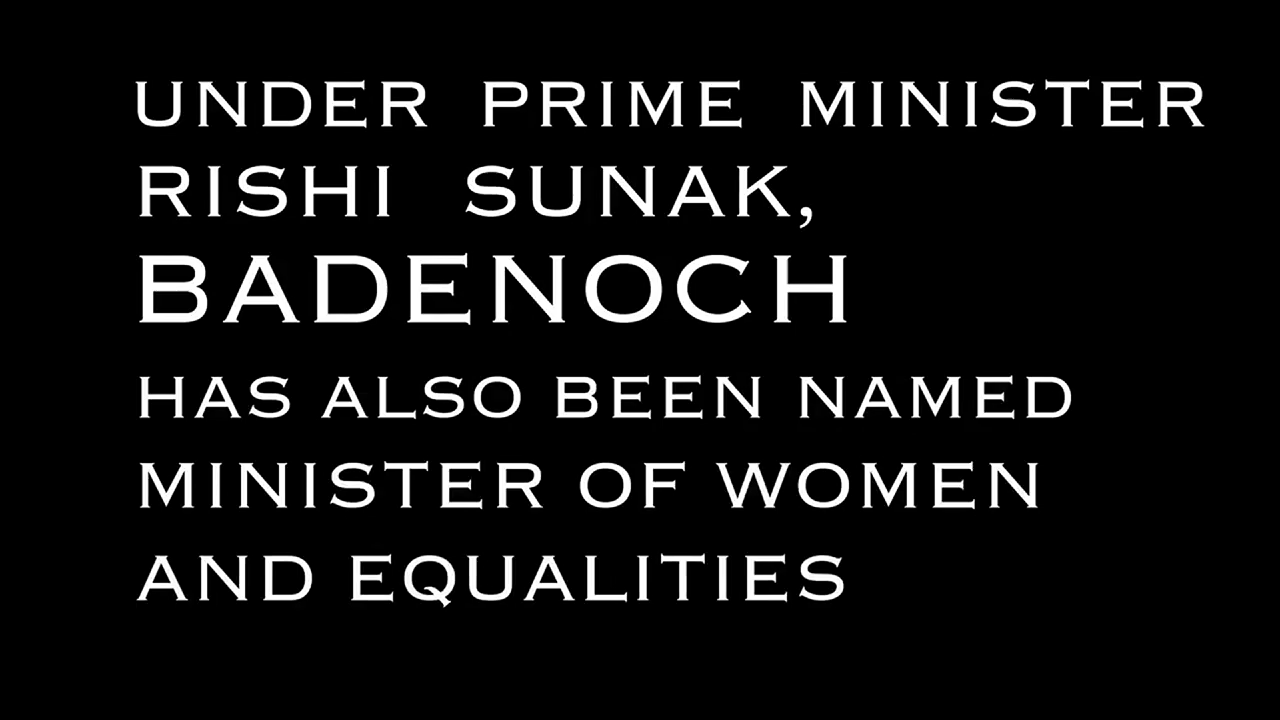 UNDER PRIME MINISTER
RISHI SUNAK,
BADENOCH
HAS ALSO BEEN NAMED
MINISTER OF WOMEN
AND EQUALITIES